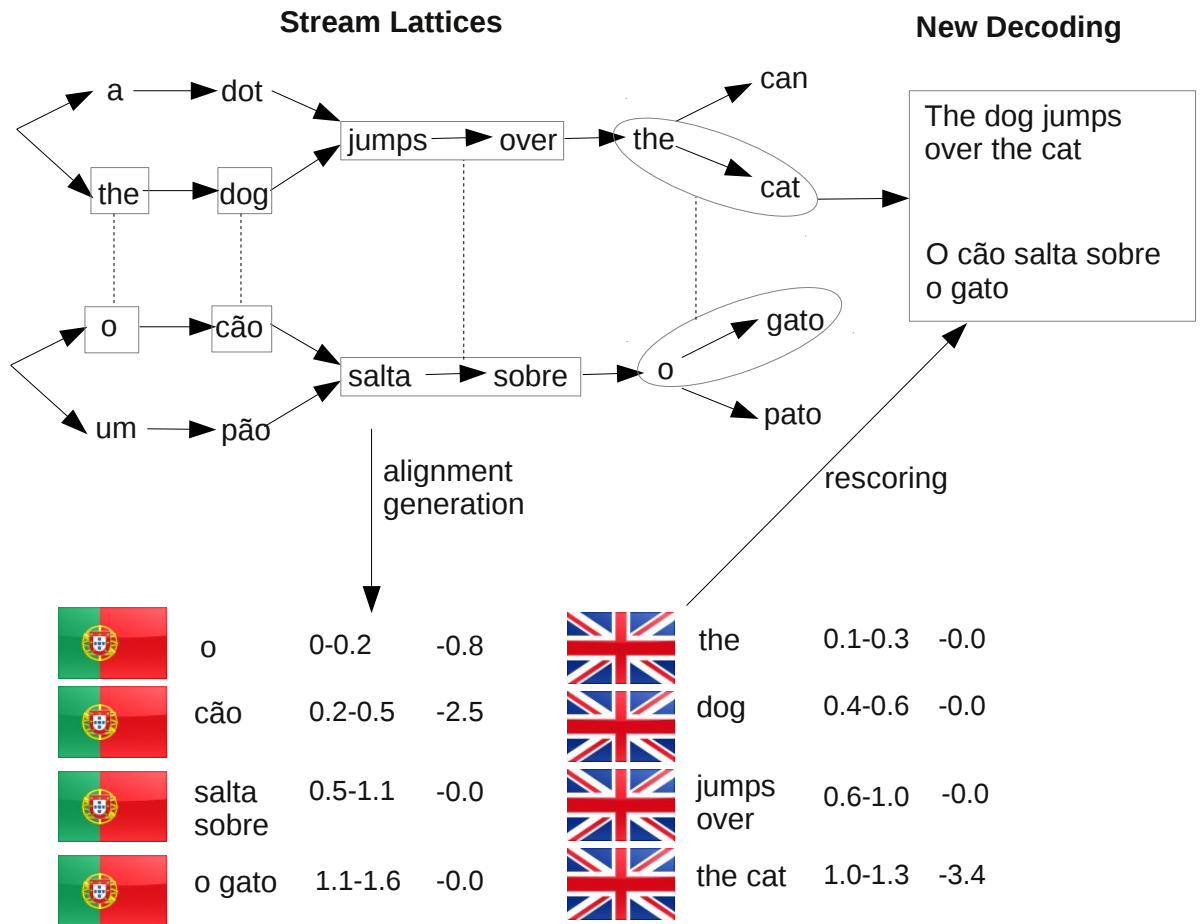 Stream Lattices
New Decoding
a dot
can
jumps over the
the dog
cat
The dog jumps
over the cat
O cão salta sobre
o gato
o cão
gato
salta sobre o
um pão
pato
alignment
generation
rescoring
o 0-0.2 -0.8
the 0.1-0.3 -0.0
cão 0.2-0.5 -2.5
dog 0.4-0.6 -0.0
salta
sobre 0.5-1.1 -0.0
jumps
over 0.6-1.0 -0.0
o gato 1.1-1.6 -0.0
the cat 1.0-1.3 -3.4